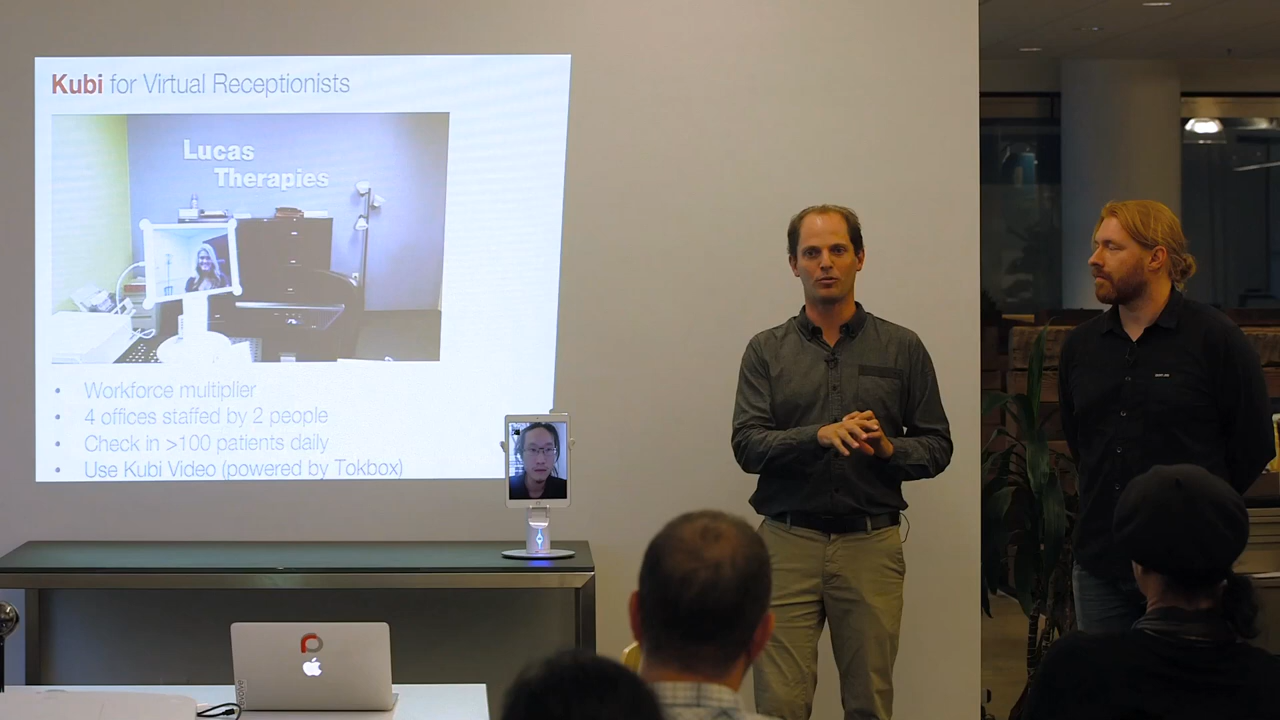 Kubi for Virtual Receptionists
Lucas
Therapies
• Workforce multiplier
• 4 offices staffed by 2 people
• Check in >100 patients daily
• Use Kubi Video (powered by Tokbox)
evolve